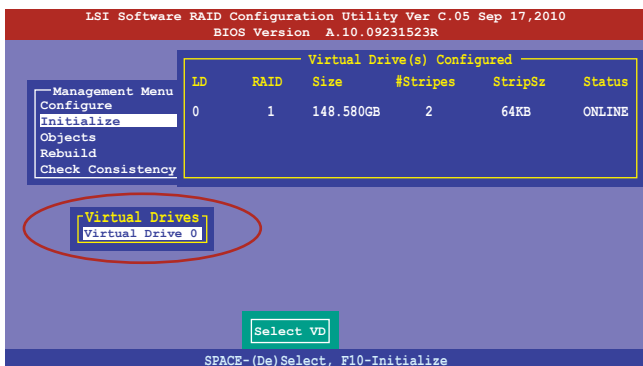 LSI Software RAID Configuration Utility Ver C.05 Sep 17,2010
BIOS Version A.10.09231523R
Virtual Drive(s) Configured
LD RAID Size #Stripes StripSz Status
0 1 148.580GB 2 64KB ONLINE
Management Menu
Configure
Initialize
Objects
Rebuild
Check Consistency
Virtual Drives
Virtual Drive 0
Select VD
SPACE-(De)Select, F10-Initialize